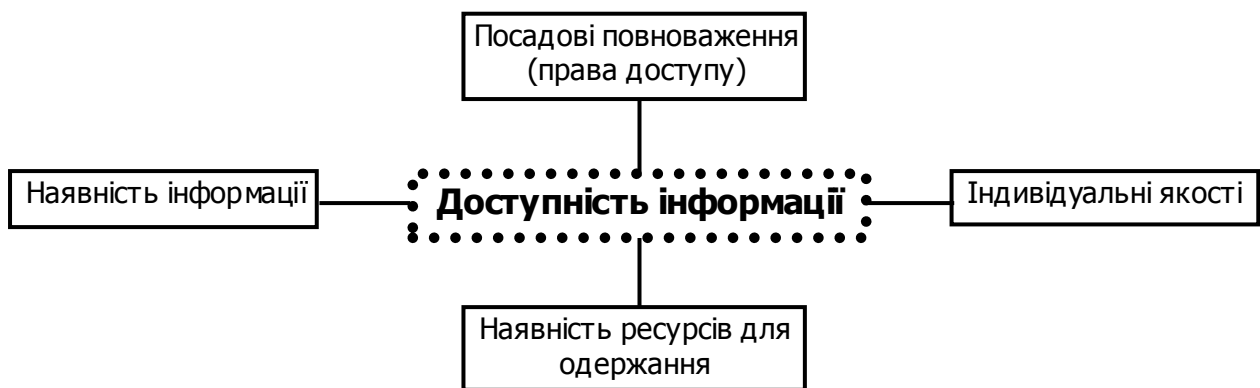 Посадові повноваження
(права доступу)
Наявність інформації
Доступність інформації
Індивідуальні якості
Наявність ресурсів для
одержання